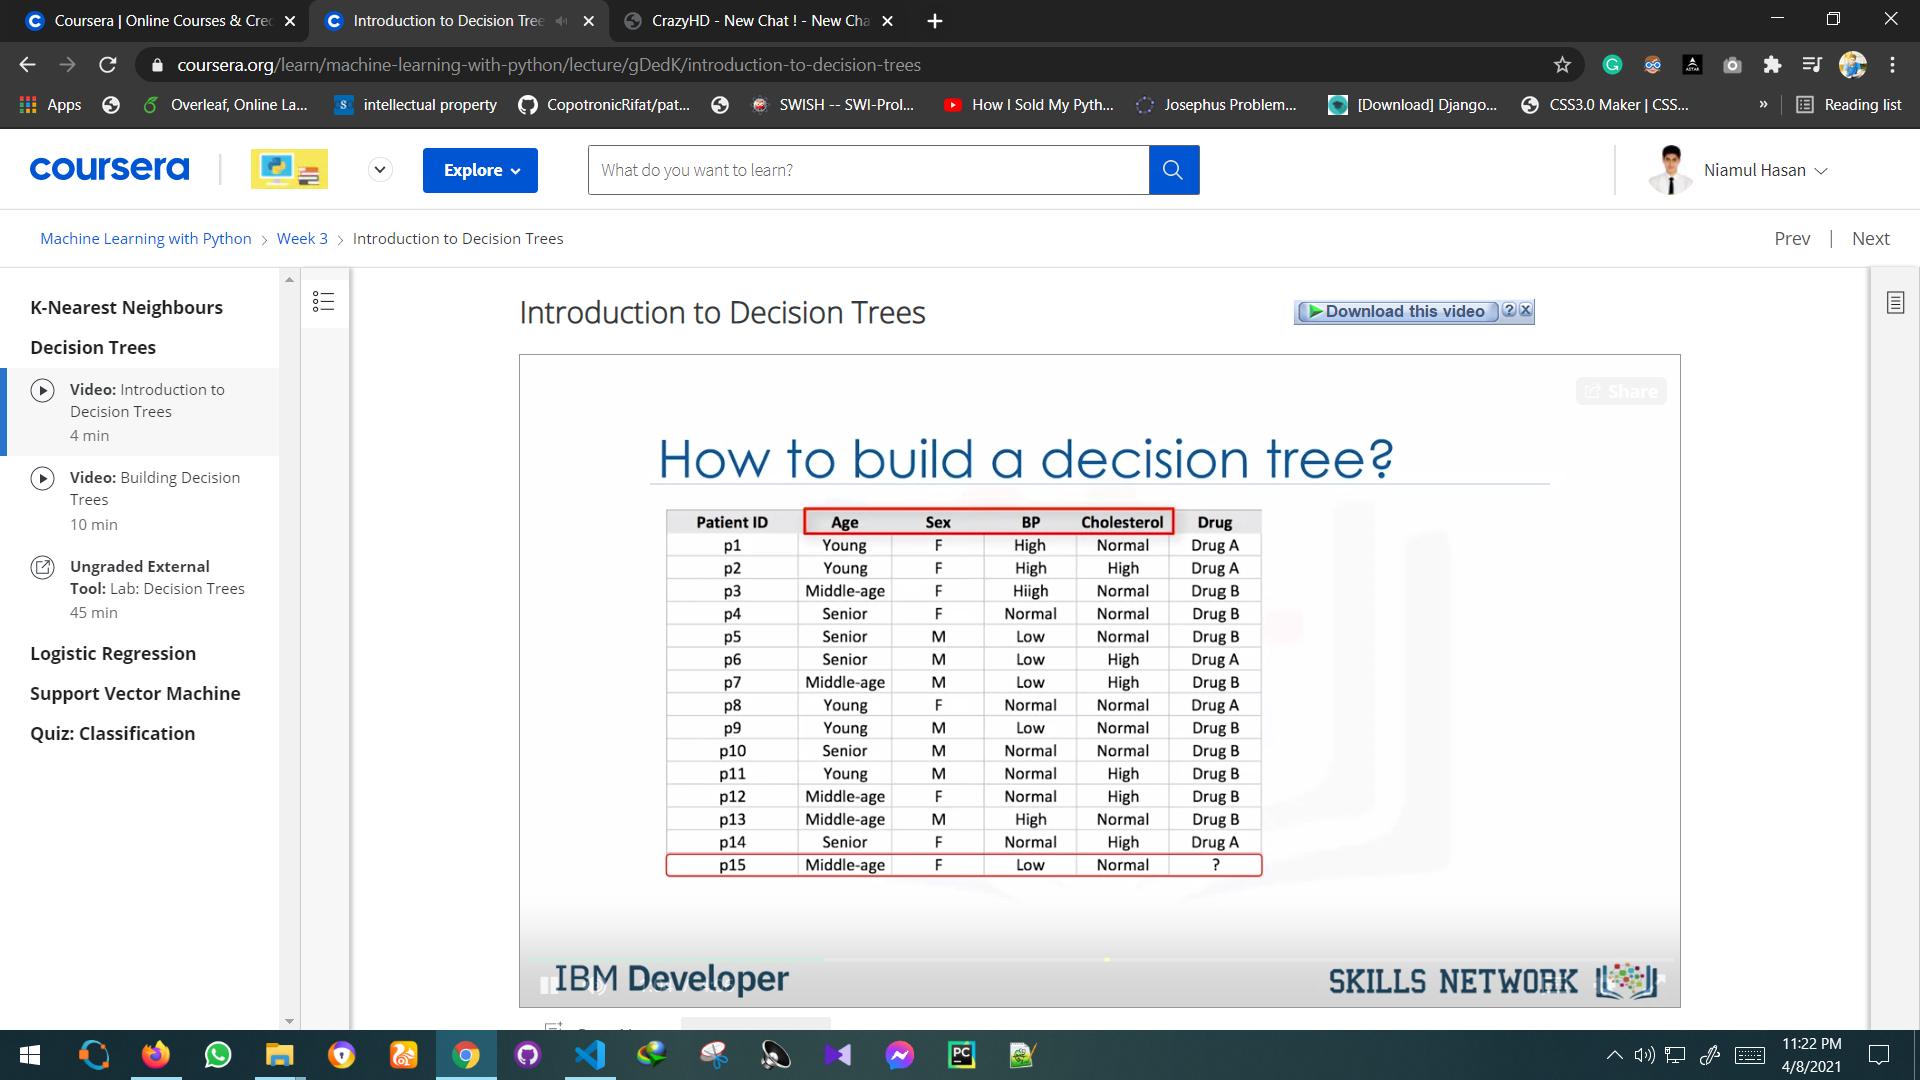 Coursera | Online Courses & Cre
Introduction to Decision Tree
CrazyHD - New Chat ! - New Cha
coursera.org/learn/machine-learning-with-python/lecture/gDedK/introduction-to-decision-trees
Apps Overleaf, Online La... intellectual property CopotronicRifat/pat... SWISH -- SWI-Prol... How I Sold My Pyth... Josephus Problem... [Download] Django... CSS3.0 Maker | CSS... » Reading list
coursera Explore What do you want to learn? Niamul Hasan
Machine Learning with Python > Week 3 > Introduction to Decision Trees Prev | Next
K-Nearest Neighbours
Decision Trees
Video: Introduction to
Decision Trees
4 min
Video: Building Decision
Trees
10 min
Ungraded External
Tool: Lab: Decision Trees
45 min
Logistic Regression
Support Vector Machine
Quiz: Classification
Introduction to Decision Trees
Download this video ? X
Share
How to build a decision tree?
Patient ID Age Sex BP Cholesterol Drug
p1 Young F High Normal Drug A
p2 Young F High High Drug A
p3 Middle-age F Hiigh Normal Drug B
p4 Senior F Normal Normal Drug B
p5 Senior M Low Normal Drug B
p6 Senior M Low High Drug A
p7 Middle-age M Low High Drug B
p8 Young F Normal Normal Drug A
p9 Young M Low Normal Drug B
p10 Senior M Normal Normal Drug B
p11 Young M Normal High Drug B
p12 Middle-age F Normal High Drug B
p13 Middle-age M High Normal Drug B
p14 Senior F Normal High Drug A
p15 Middle-age F Low Normal ?
IBM Developer
SKILLS NETWORK
PC
11:22 PM
4/8/2021